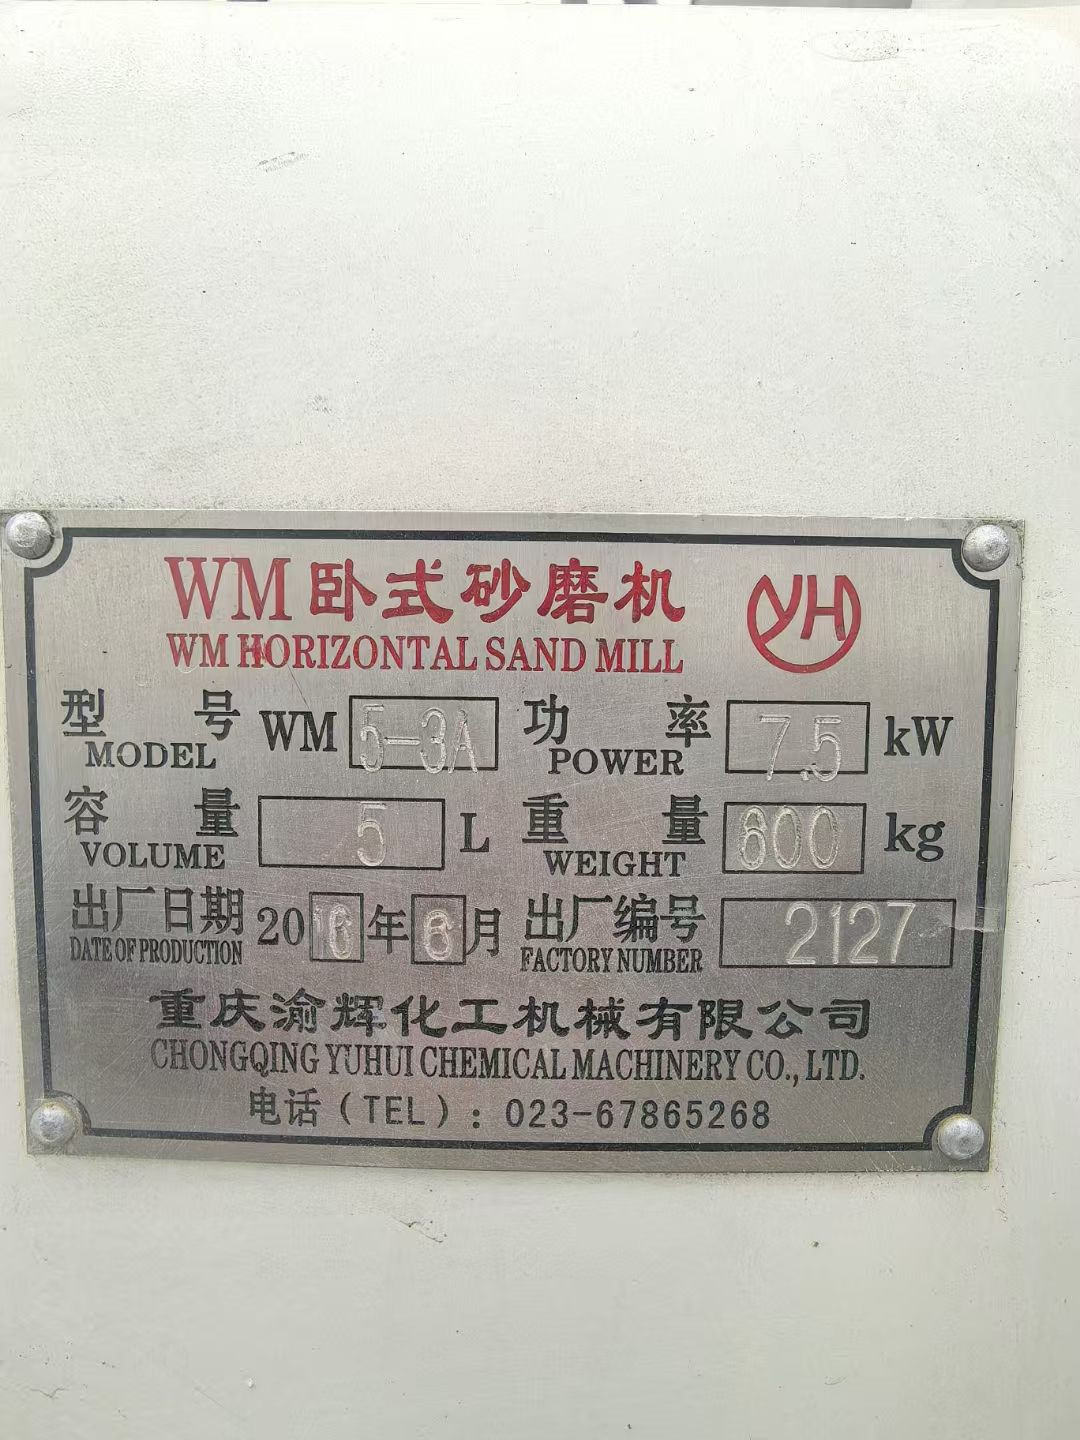 WM卧式砂磨机
YH
WM HORIZONTAL SAND MILL
型号 WM 5-3A 功率 7.5 kW
MODEL POWER
容量 5 L 重量 800 kg
VOLUME WEIGHT
出厂日期 2016年6月 出厂编号 2127
DATE OF PRODUCTION FACTORY NUMBER
重庆渝辉化工机械有限公司
CHONGQING YUHUI CHEMICAL MACHINERY CO., LTD.
电话（TEL）: 023-67865268